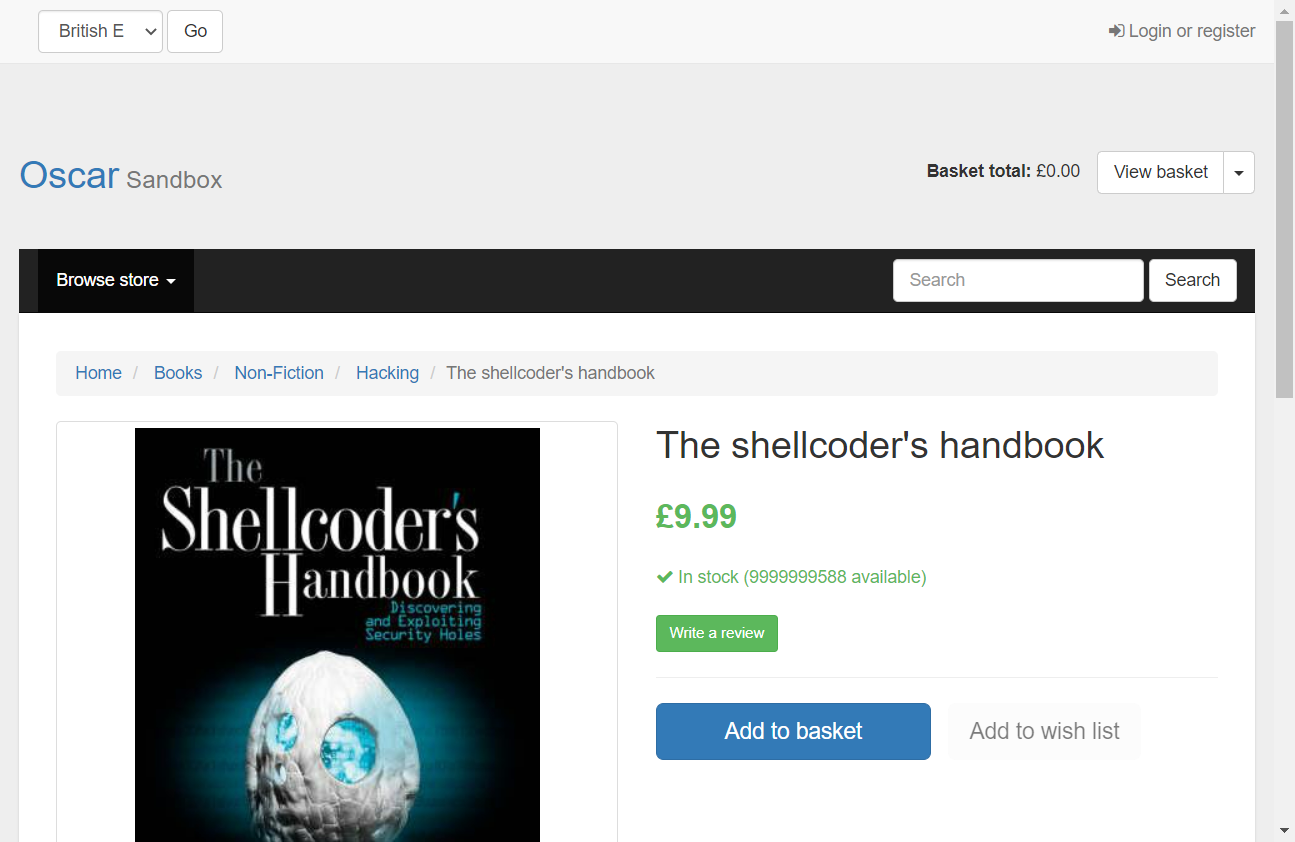 British E
Go
Login or register
Oscar Sandbox
Basket total: £0.00
View basket
Browse store
Search
Search
Home / Books / Non-Fiction / Hacking / The shellcoder's handbook
The
Shellcoder's
Handbook
Discovering
and Exploiting
Security Holes
The shellcoder's handbook
£9.99
In stock (9999999588 available)
Write a review
Add to basket
Add to wish list